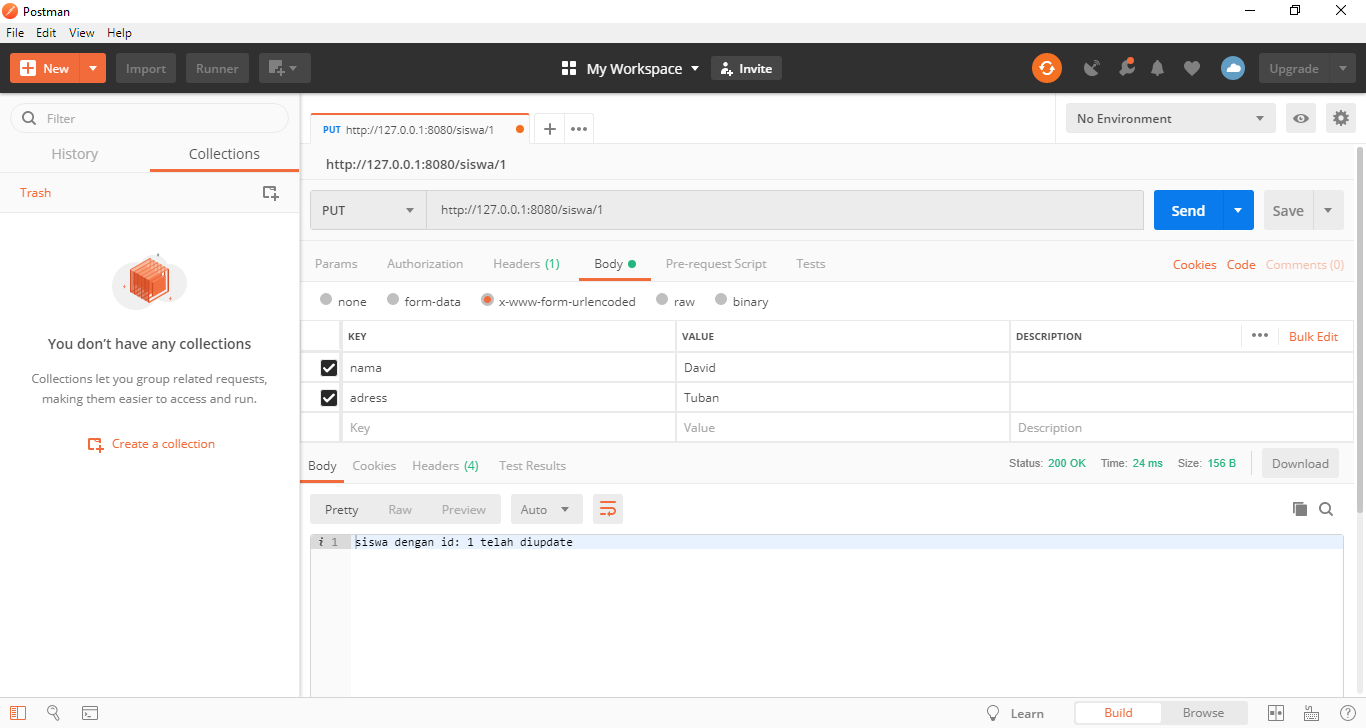 Postman
File Edit View Help
New Import Runner My Workspace Invite Upgrade
Filter
History Collections
Trash
You don't have any collections
Collections let you group related requests,
making them easier to access and run.
Create a collection
PUT http://127.0.0.1:8080/siswa/1
No Environment
http://127.0.0.1:8080/siswa/1
PUT http://127.0.0.1:8080/siswa/1 Send Save
Params Authorization Headers (1) Body Pre-request Script Tests Cookies Code Comments (0)
none form-data x-www-form-urlencoded raw binary
KEY VALUE DESCRIPTION Bulk Edit
nama David
adress Tuban
Key Value Description
Body Cookies Headers (4) Test Results Status: 200 OK Time: 24 ms Size: 156 B Download
Pretty Raw Preview Auto
i 1 siswa dengan id: 1 telah diupdate
Learn Build Browse